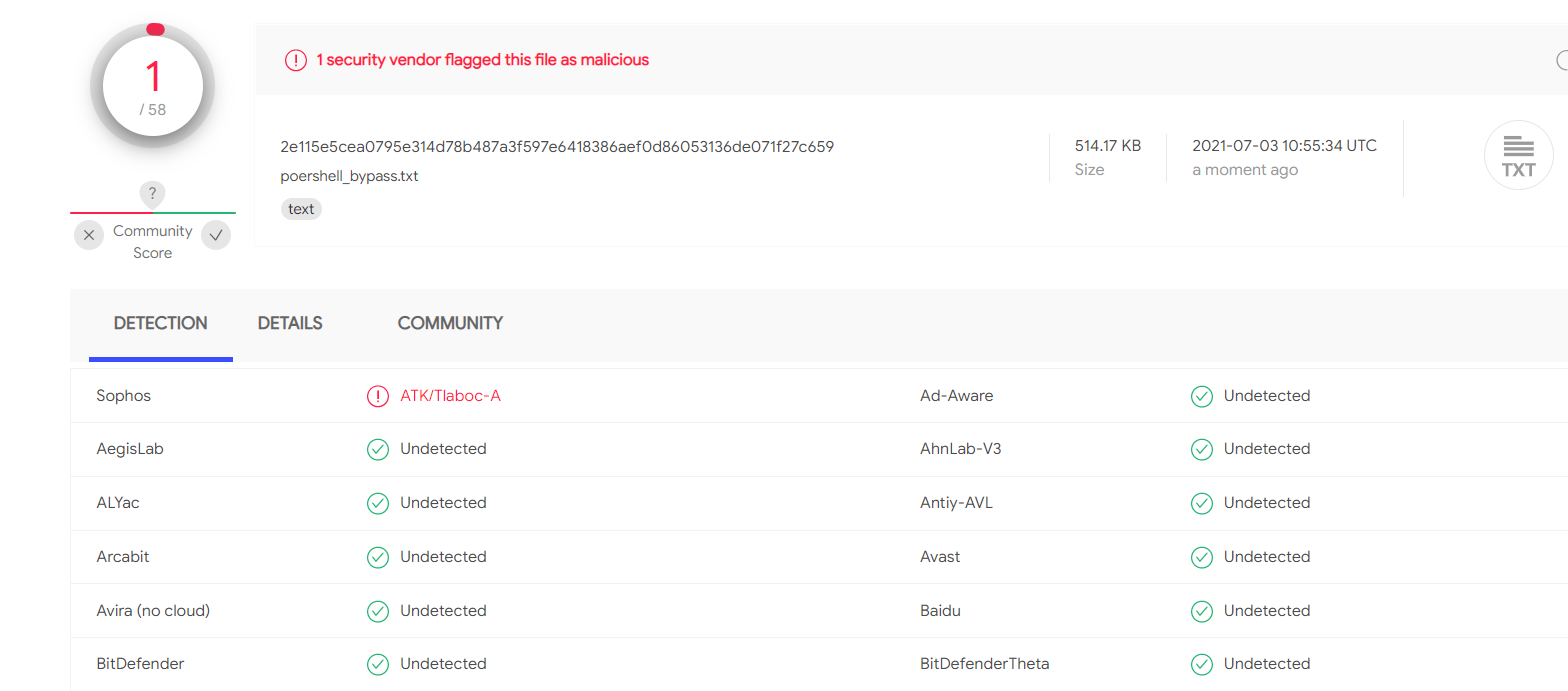 1
/ 58
1 security vendor flagged this file as malicious
2e115e5cea0795e314d78b487a3f597e6418386aef0d86053136de071f27c659
poershell_bypass.txt
text
514.17 KB
Size
2021-07-03 10:55:34 UTC
a moment ago
TXT
?
Community
Score
DETECTION DETAILS COMMUNITY
Sophos ATK/Tlaboc-A Ad-Aware Undetected
AegisLab Undetected AhnLab-V3 Undetected
ALYac Undetected Antiy-AVL Undetected
Arcabit Undetected Avast Undetected
Avira (no cloud) Undetected Baidu Undetected
BitDefender Undetected BitDefenderTheta Undetected